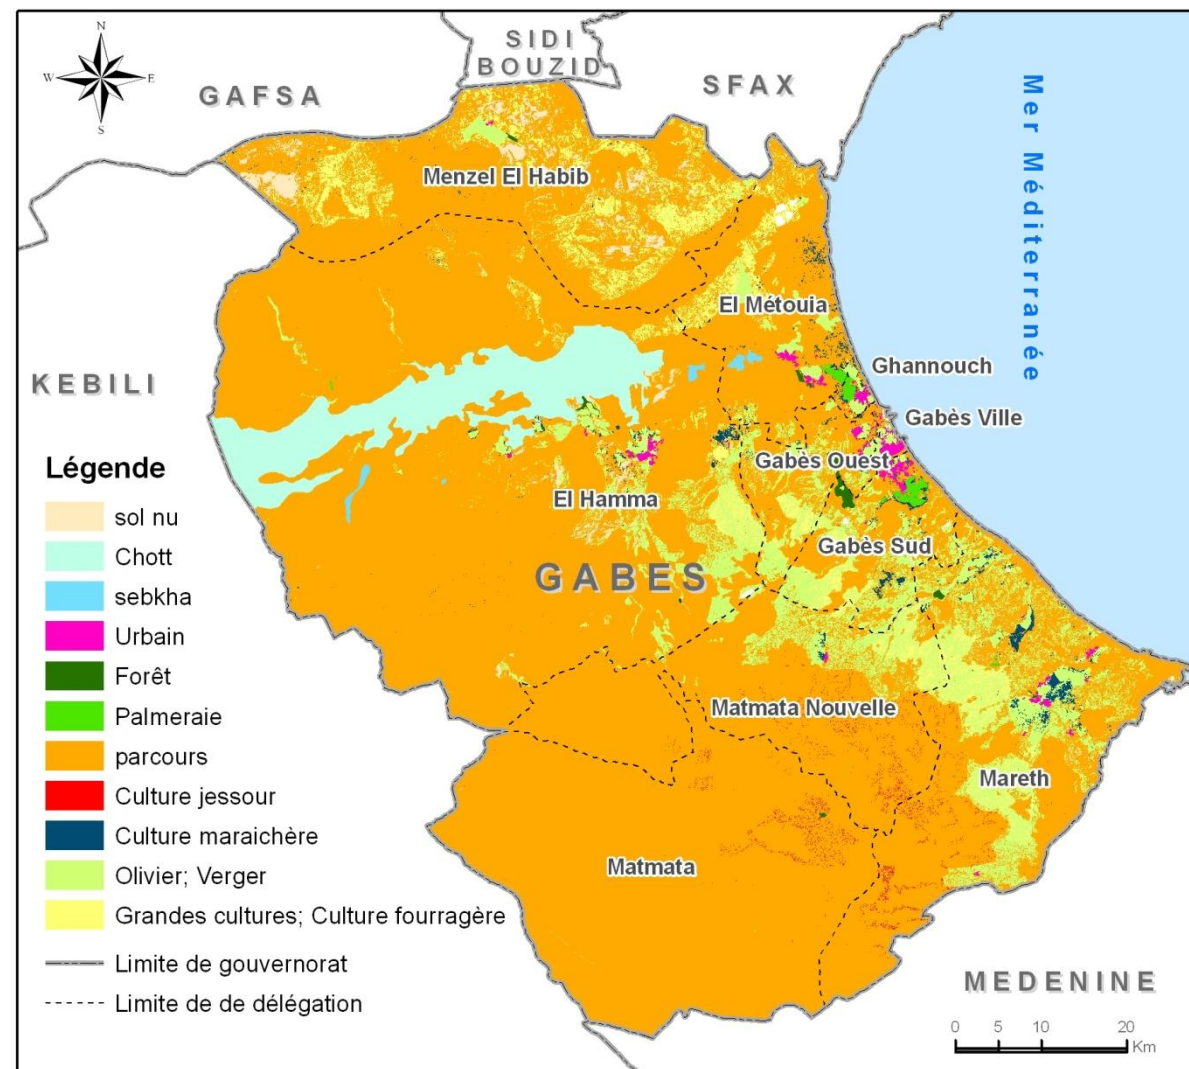 N
W
E
S
SIDI
BOUZID
GAFSA
SFAX
Mer Méditerranée
Menzel El Habib
El Métouia
KEBILI
Ghannouch
Gabès Ville
Gabès Ouest
El Hamma
Gabès Sud
GABES
Matmata Nouvelle
Mareth
Matmata
MEDENINE
Légende
sol nu
Chott
sebkha
Urbain
Forêt
Palmeraie
parcours
Culture jessour
Culture maraichère
Olivier; Verger
Grandes cultures; Culture fourragère
Limite de gouvernorat
Limite de de délégation
0 5 10 20
Km